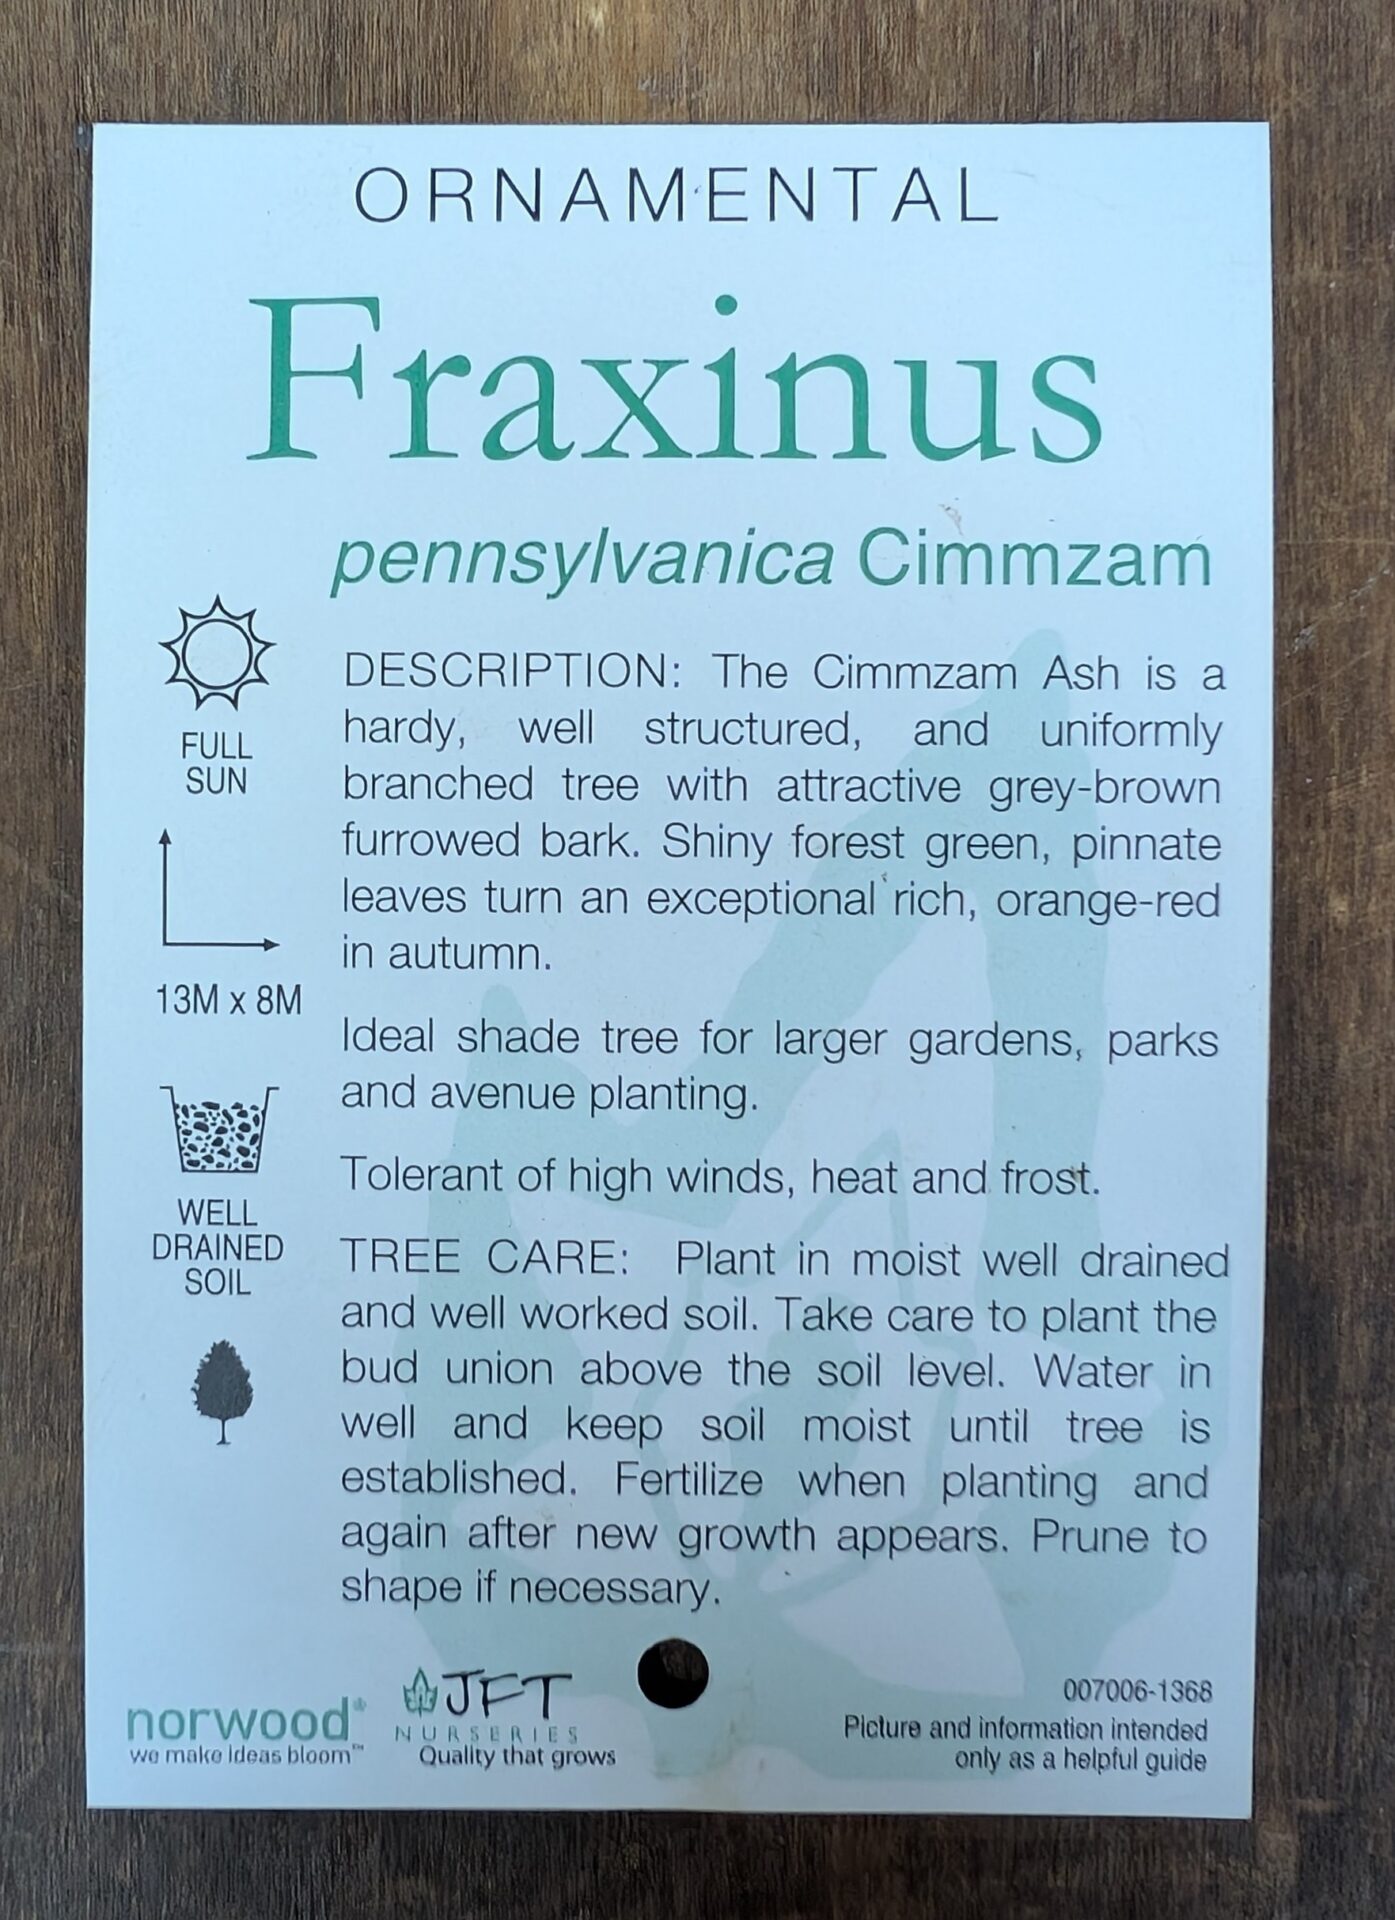 ORNAMENTAL
Fraxinus
pennsylvanica Cimmzam
FULL
SUN
13M x 8M
WELL
DRAINED
SOIL
DESCRIPTION: The Cimmzam Ash is a
hardy, well structured, and uniformly
branched tree with attractive grey-brown
furrowed bark. Shiny forest green, pinnate
leaves turn an exceptional rich, orange-red
in autumn.
Ideal shade tree for larger gardens, parks
and avenue planting.
Tolerant of high winds, heat and frost.
TREE CARE: Plant in moist well drained
and well worked soil. Take care to plant the
bud union above the soil level. Water in
well and keep soil moist until tree is
established. Fertilize when planting and
again after new growth appears. Prune to
shape if necessary.
norwood®
we make ideas bloom™
JFT
NURSERIES
Quality that grows
007006-1368
Picture and information intended
only as a helpful guide